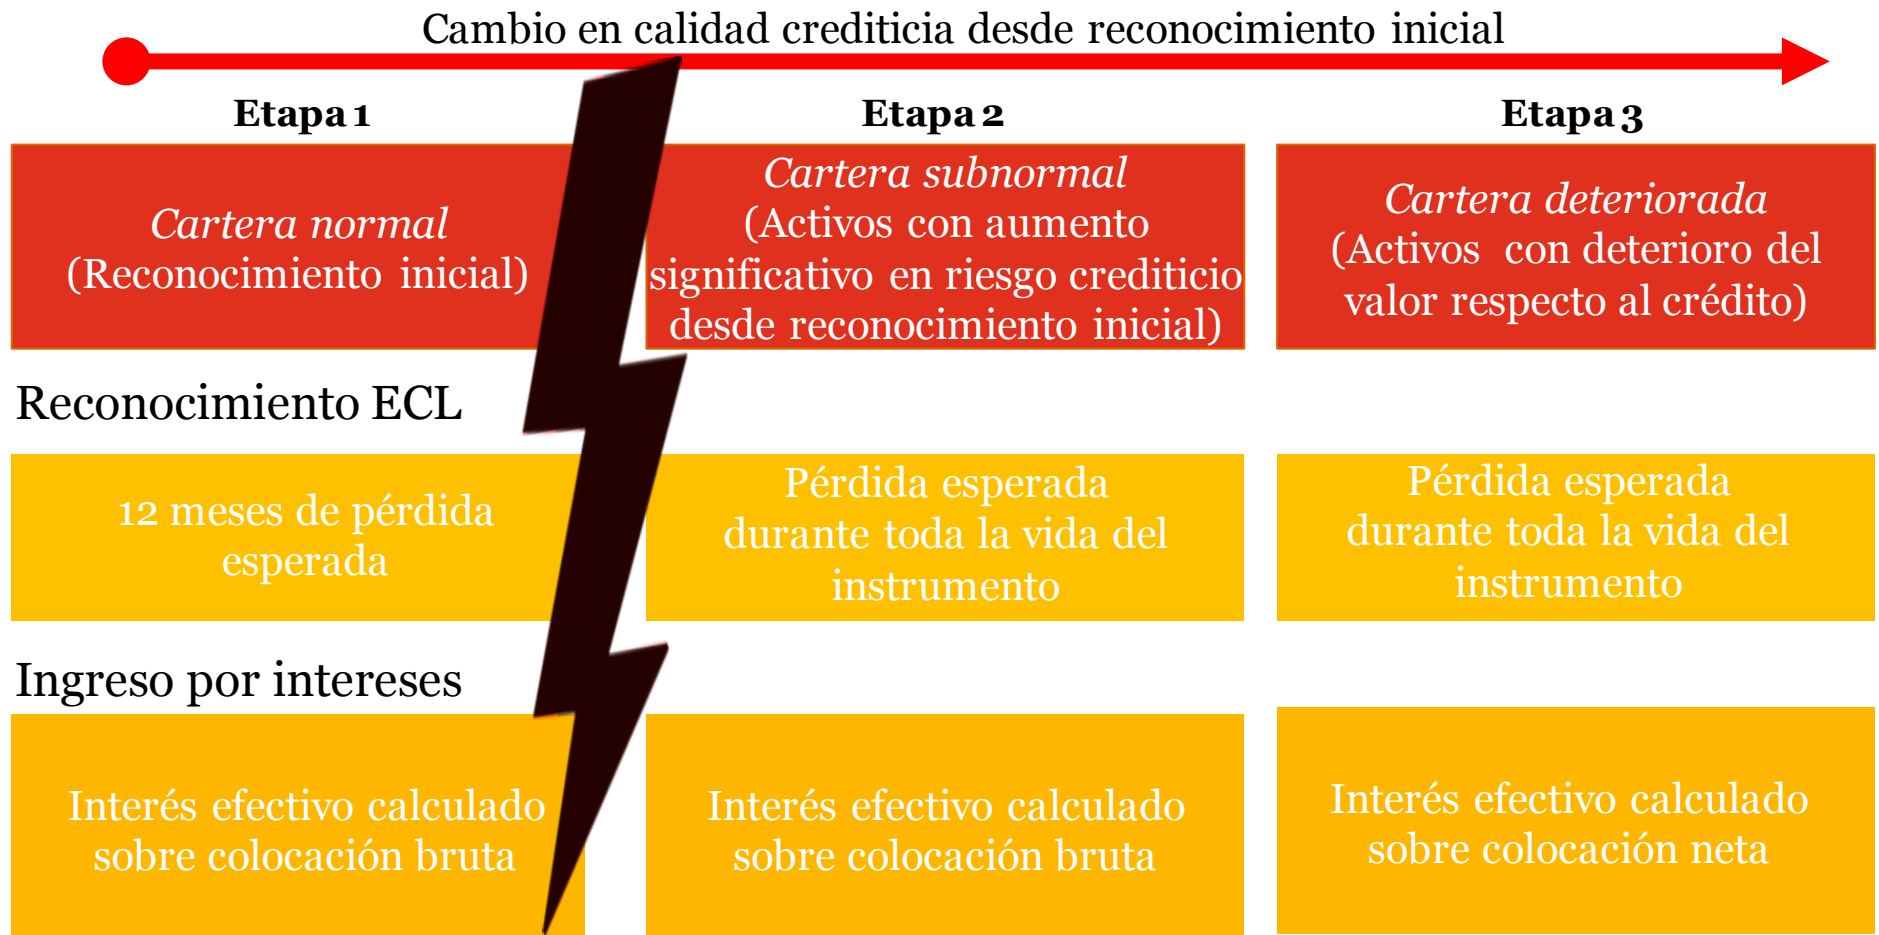 Cambio en calidad crediticia desde reconocimiento inicial
Etapa 1
Etapa 2
Etapa 3
Cartera normal
(Reconocimiento inicial)
Cartera subnormal
(Activos con aumento
significativo en riesgo crediticio
desde reconocimiento inicial)
Cartera deteriorada
(Activos con deterioro del
valor respecto al crédito)
Reconocimiento ECL
12 meses de pérdida
esperada
Pérdida esperada
durante toda la vida del
instrumento
Pérdida esperada
durante toda la vida del
instrumento
Ingreso por intereses
Interés efectivo calculado
sobre colocación bruta
Interés efectivo calculado
sobre colocación bruta
Interés efectivo calculado
sobre colocación neta